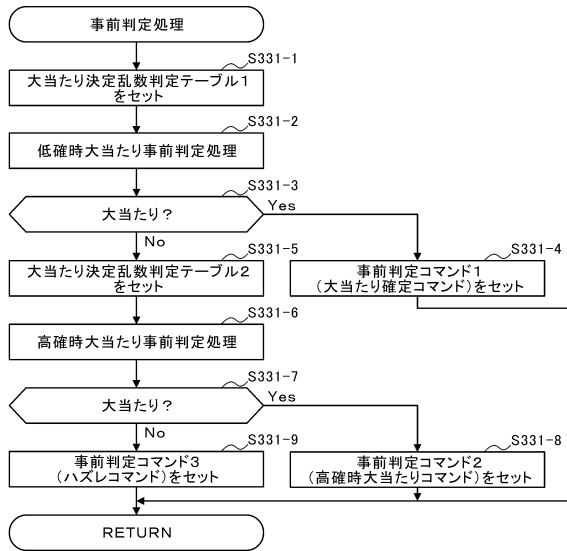 事前判定処理
S331-1
大当たり決定乱数判定テーブル1
をセット
S331-2
低確時大当たり事前判定処理
S331-3
大当たり?
Yes
No
S331-5
大当たり決定乱数判定テーブル2
をセット
S331-4
事前判定コマンド1
(大当たり確定コマンド)をセット
S331-6
高確時大当たり事前判定処理
S331-7
大当たり?
Yes
No
S331-9
事前判定コマンド3
(ハズレコマンド)をセット
S331-8
事前判定コマンド2
(高確時大当たりコマンド)をセット
RETURN